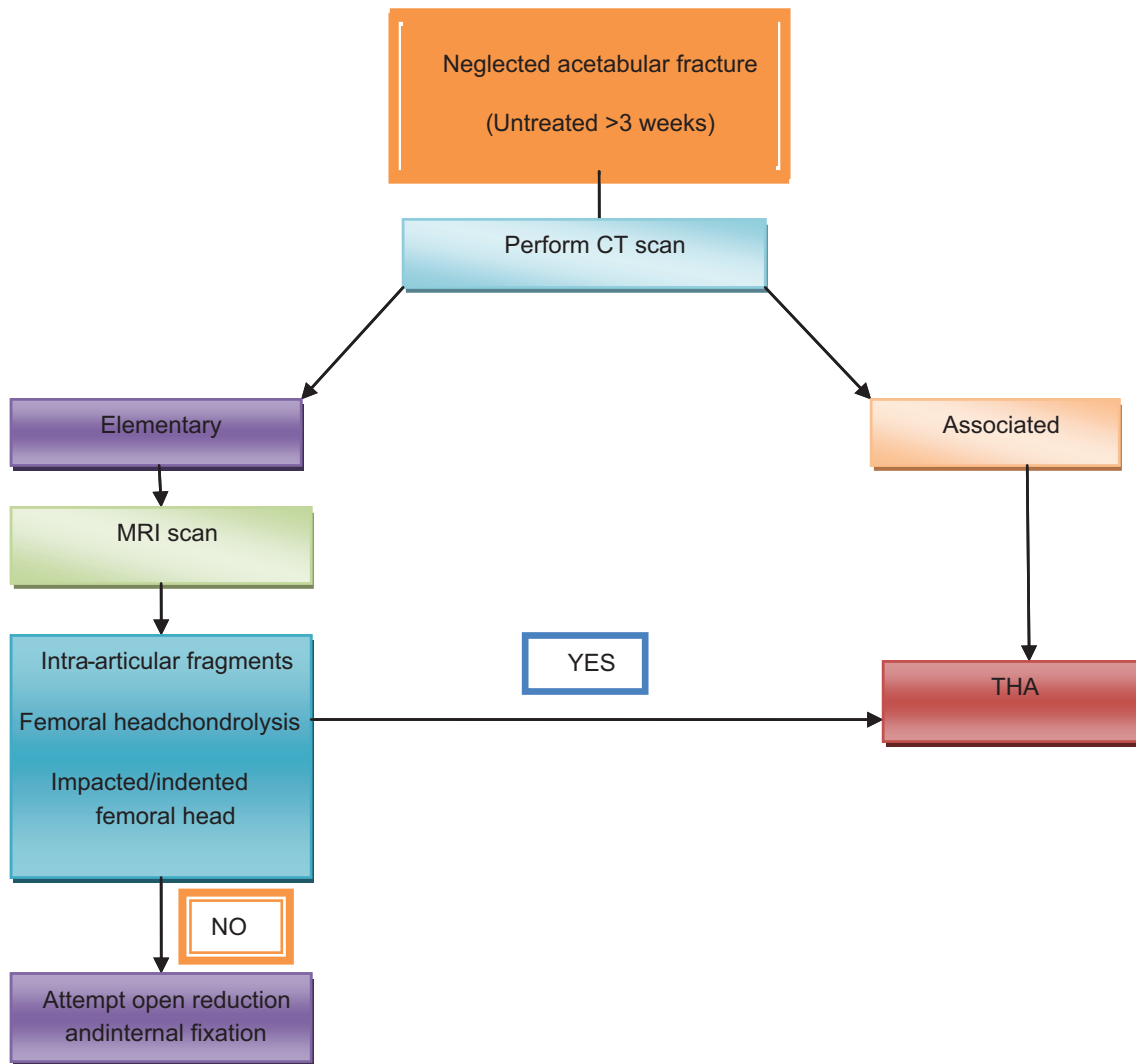 Neglected acetabular fracture
(Untreated >3 weeks)
Perform CT scan
Elementary
Associated
MRI scan
Intra-articular fragments
Femoral headchondrolysis
Impacted/indented
femoral head
YES
THA
NO
Attempt open reduction
andinternal fixation